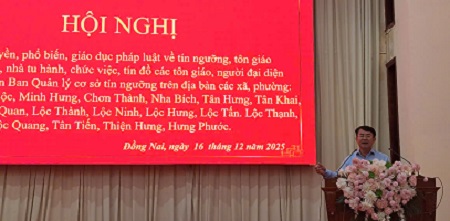 HỘI NGHỊ
yền, phổ biến, giáo dục pháp luật về tín ngưỡng, tôn giáo
, nhà tu hành, chức việc, tín đồ các tôn giáo, người đại diện
n Ban Quản lý cơ sở tín ngưỡng trên địa bàn các xã, phường:
ộc, Minh Hưng, Chơn Thành, Nha Bích, Tân Hưng, Tân Khai,
Quan, Lộc Thành, Lộc Ninh, Lộc Hưng, Lộc Tấn, Lộc Thạnh,
ộc Quang, Tân Tiến, Thiện Hưng, Hưng Phước.
Đồng Nai, ngày 16 tháng 12 năm 2025